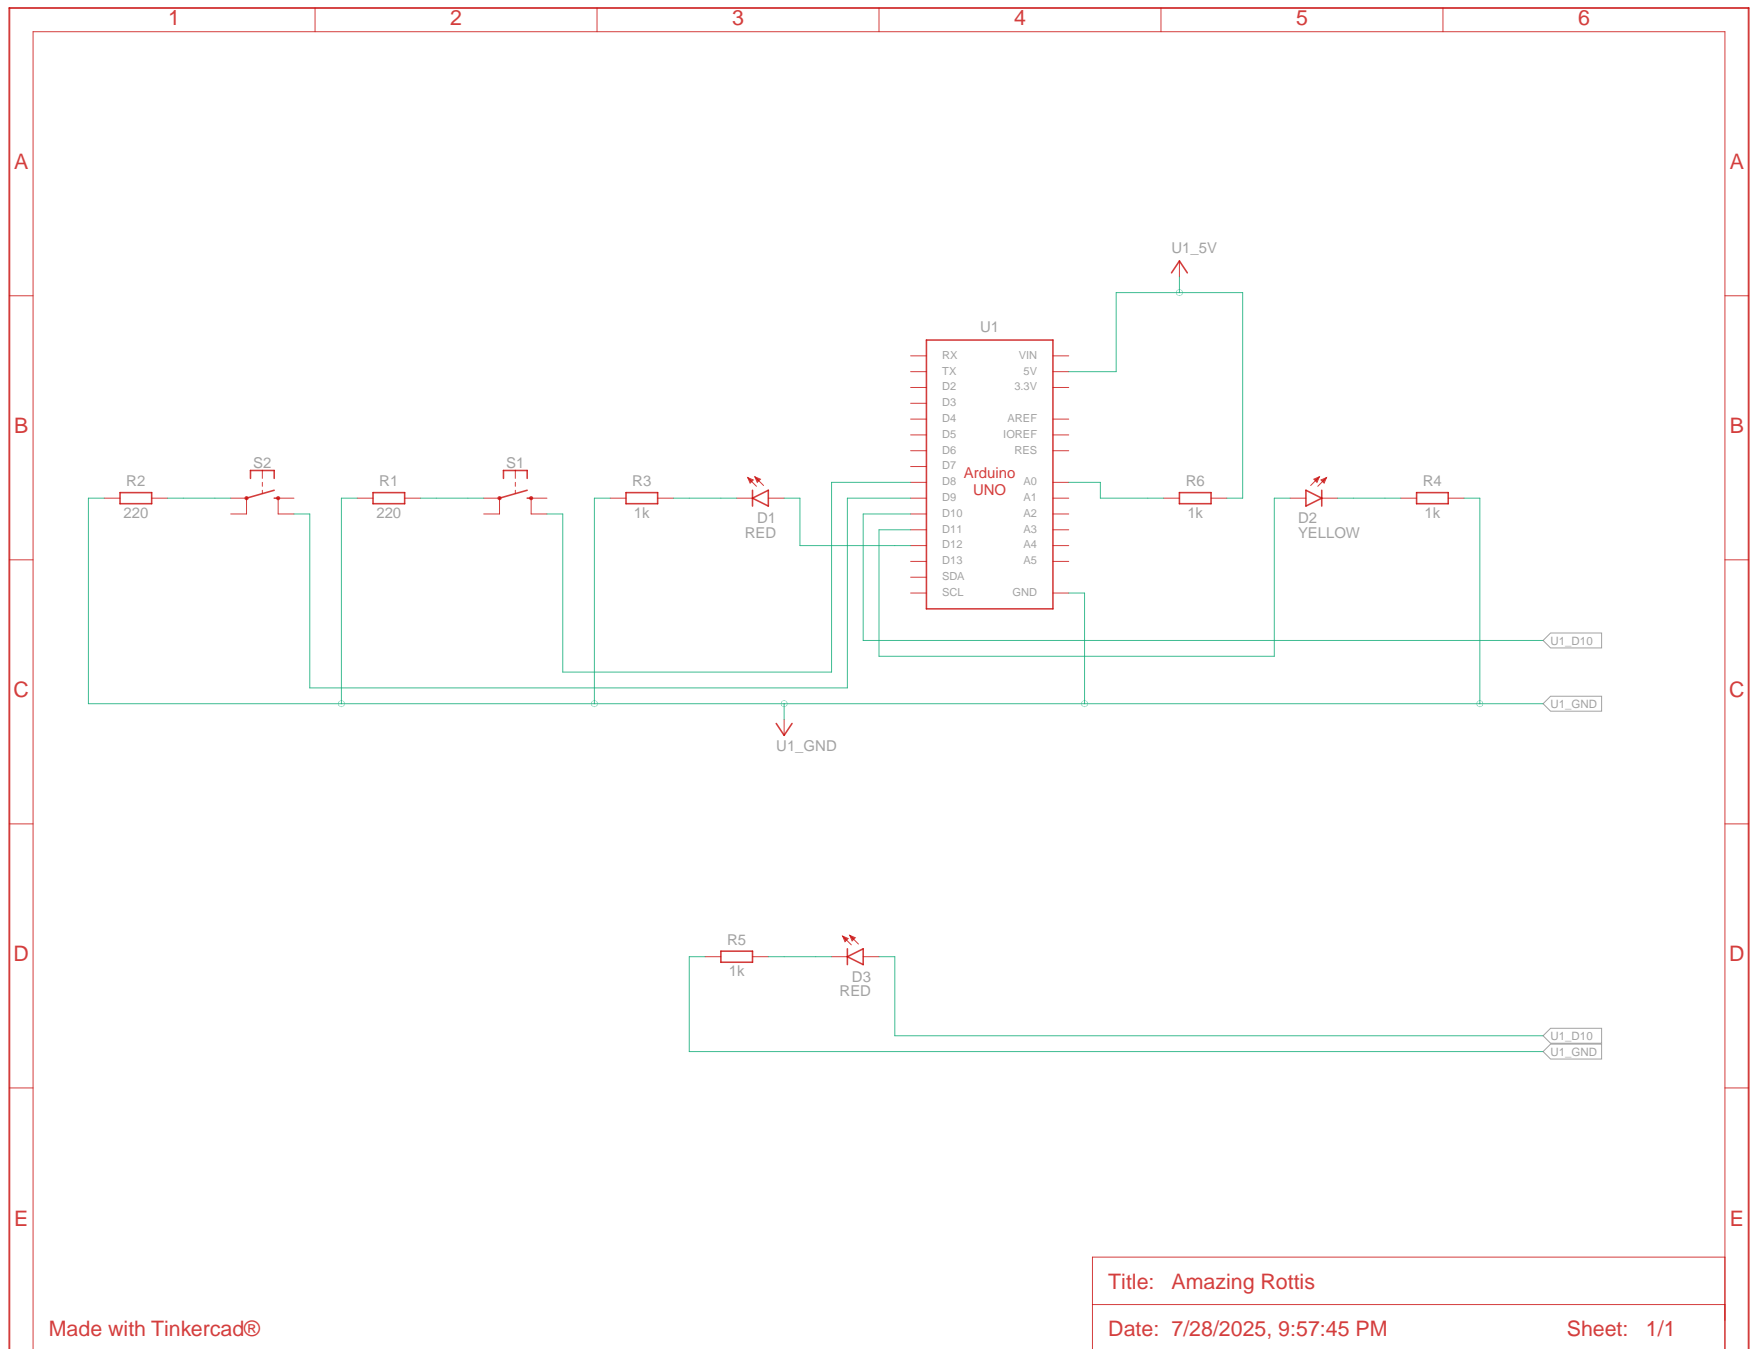 1 2 3 4 5 6
A A
U1_5V
U1
RX VIN
TX 5V
D2 3.3V
D3
D4 AREF
B B
D5 IOREF
D6 RES
S2 S1 D7
Arduino
R2 R1 R3 D8 A0 R6 R4
UNO
D9 A1
220 220 1k D10 A2 1k D2 1k
D1
RED D11 A3 YELLOW
D12 A4
D13 A5
SDA
SCL GND
U1_D10
C C
U1_GND
U1_GND
R5
D D
1k D3
RED
U1_D10
U1_GND
E E
Title: Amazing Rottis
Made with Tinkercad® Date: 7/28/2025, 9:57:45 PM Sheet: 1/1